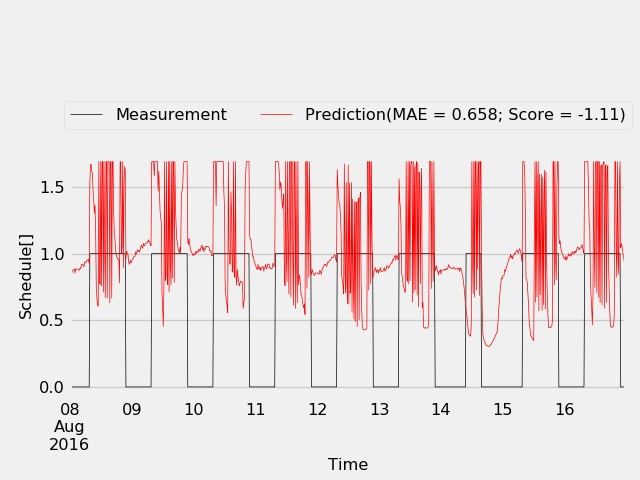 Measurement
Prediction(MAE = 0.658; Score = -1.11)
1.5
1.0
0.5
0.0
Schedule[]
08 09 10 11 12 13 14 15 16
Aug
2016
Time